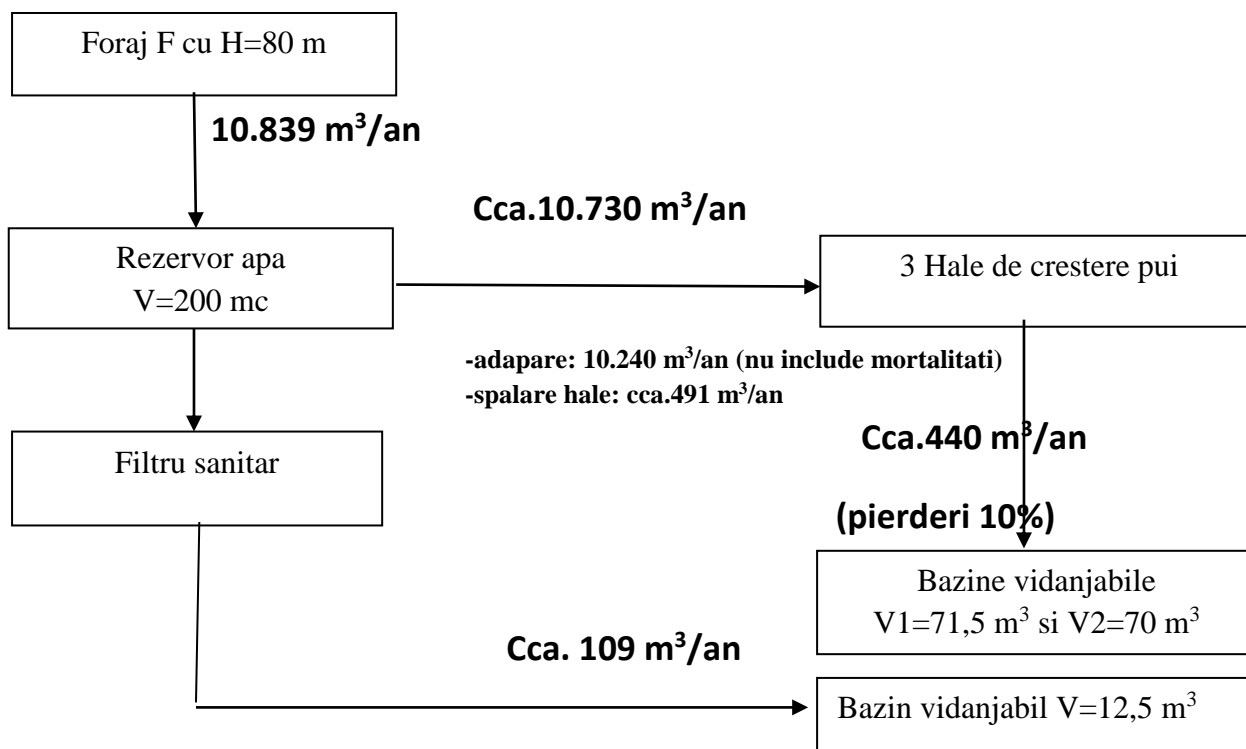 Foraj F cu H=80 m
10.839 m³/an
Cca.10.730 m³/an
Rezervor apa
V=200 mc
3 Hale de crestere pui
-adapare: 10.240 m³/an (nu include mortalitati)
-spalare hale: cca.491 m³/an
Filtru sanitar
Cca.440 m³/an
(pierderi 10%)
Bazine vidanjabile
V1=71,5 m³ si V2=70 m³
Cca. 109 m³/an
Bazin vidanjabil V=12,5 m³